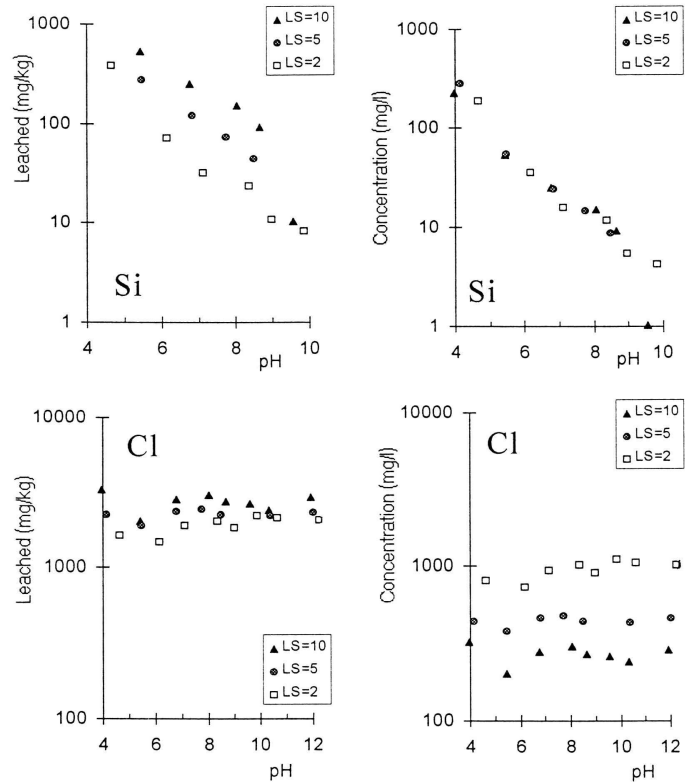 Leached (mg/kg)
1000
100
10
1
4
6
8
10
pH
Si
LS=10
LS=5
LS=2
Concentration (mg/l)
1000
100
10
1
4
6
8
10
pH
Si
LS=10
LS=5
LS=2
Leached (mg/kg)
10000
1000
100
4
6
8
10
12
pH
Cl
LS=10
LS=5
LS=2
Concentration (mg/l)
10000
1000
100
4
6
8
10
12
pH
Cl
LS=10
LS=5
LS=2